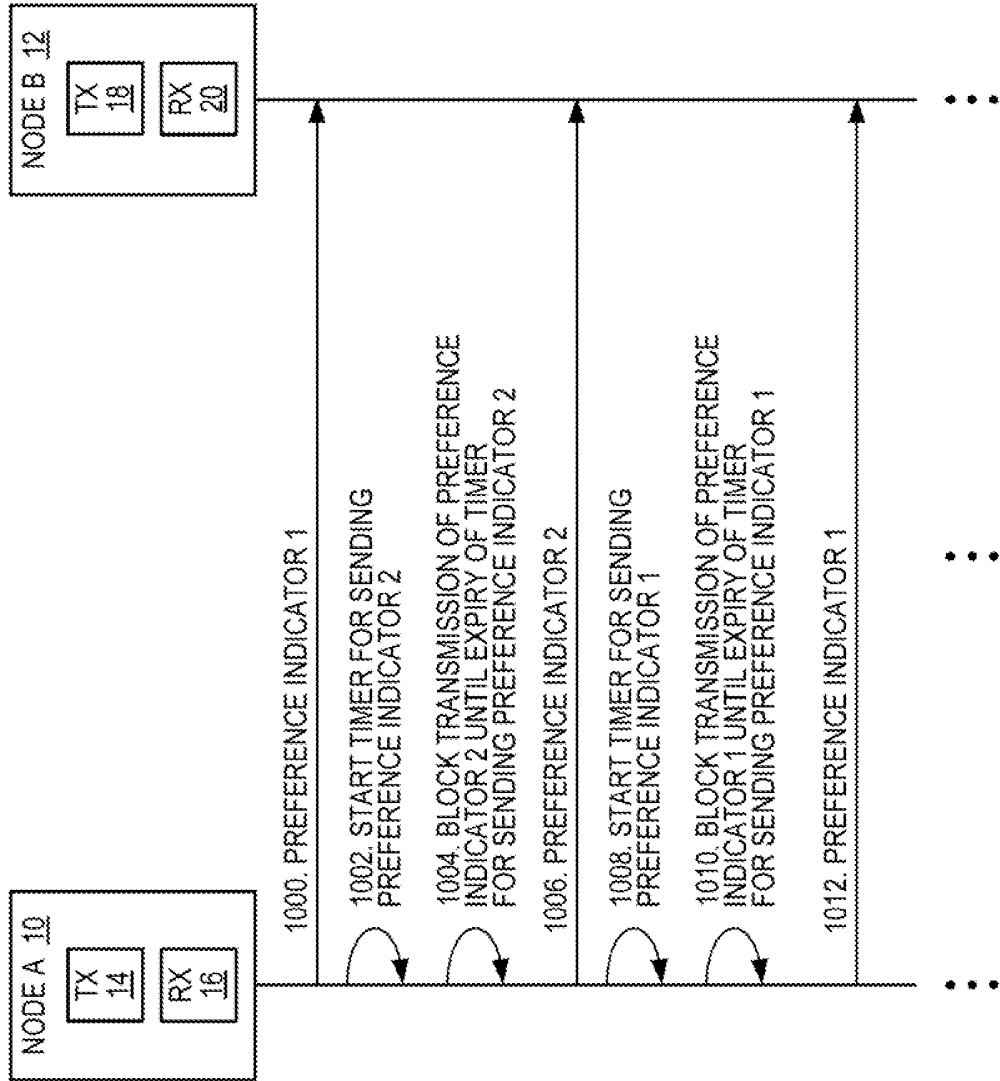 NODE A 10
TX
14
RX
16
NODE B 12
TX
18
RX
20
1000. PREFERENCE INDICATOR 1
1002. START TIMER FOR SENDING
PREFERENCE INDICATOR 2
1004. BLOCK TRANSMISSION OF PREFERENCE
INDICATOR 2 UNTIL EXPIRY OF TIMER
FOR SENDING PREFERENCE INDICATOR 2
1006. PREFERENCE INDICATOR 2
1008. START TIMER FOR SENDING
PREFERENCE INDICATOR 1
1010. BLOCK TRANSMISSION OF PREFERENCE
INDICATOR 1 UNTIL EXPIRY OF TIMER
FOR SENDING PREFERENCE INDICATOR 1
1012. PREFERENCE INDICATOR 1